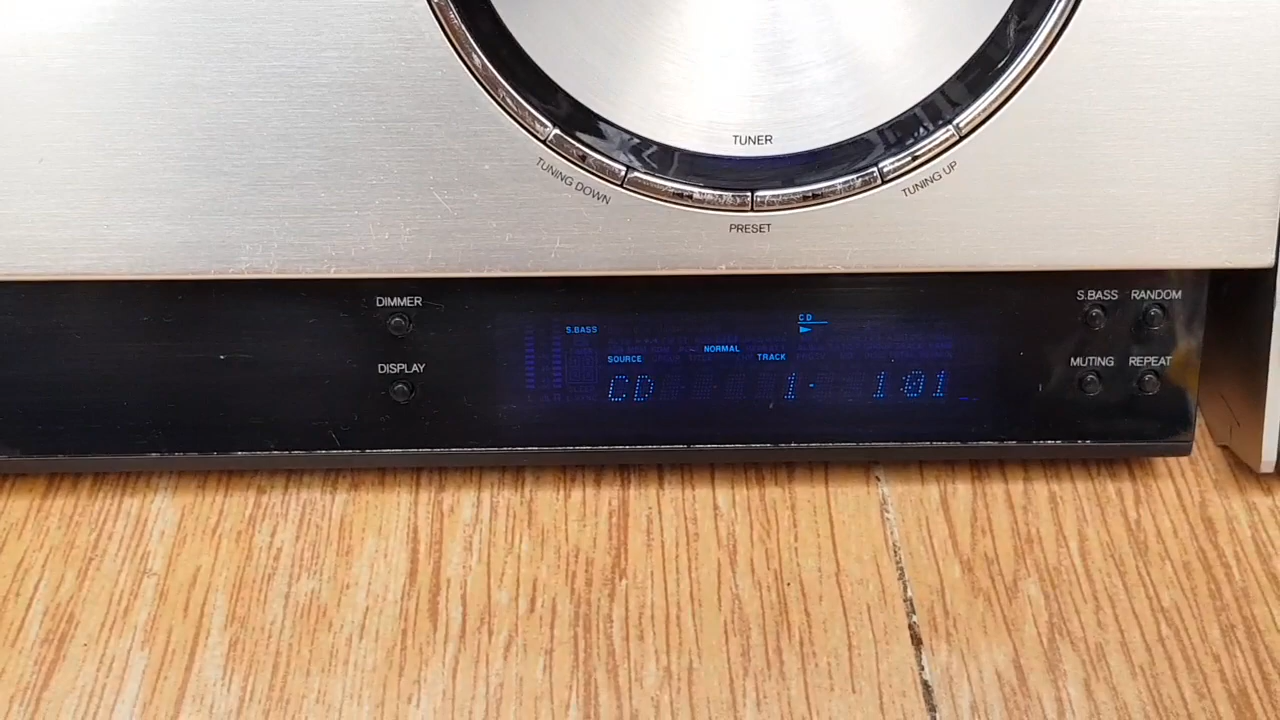 TUNER
TUNING DOWN
TUNING UP
PRESET
DIMMER
DISPLAY
S.BASS
CD
NORMAL
SOURCE
TRACK
CD 1 1:01
S.BASS RANDOM
MUTING REPEAT